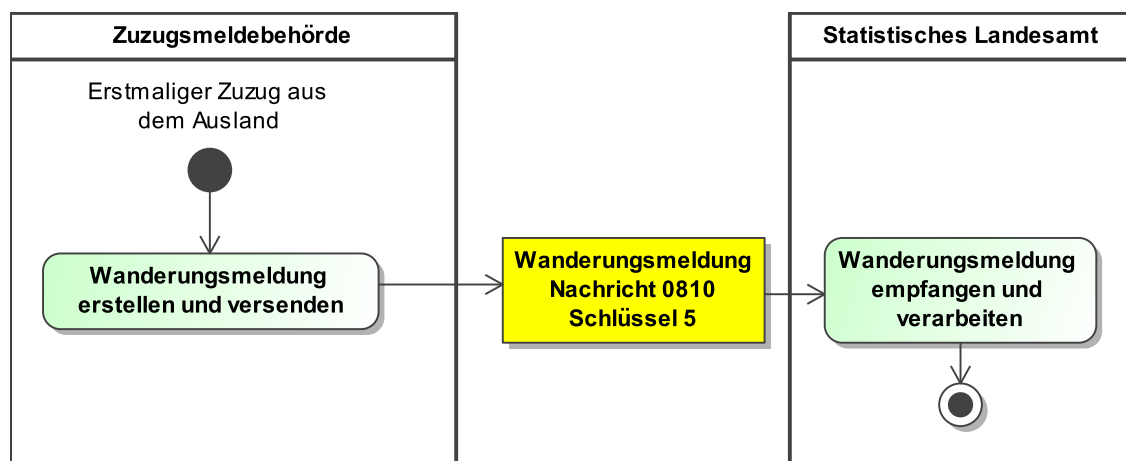 Zuzugsmeldebehörde
Statistisches Landesamt
Erstmaliger Zuzug aus
dem Ausland
Wanderungsmeldung
erstellen und versenden
Wanderungsmeldung
Nachricht 0810
Schlüssel 5
Wanderungsmeldung
empfangen und
verarbeiten